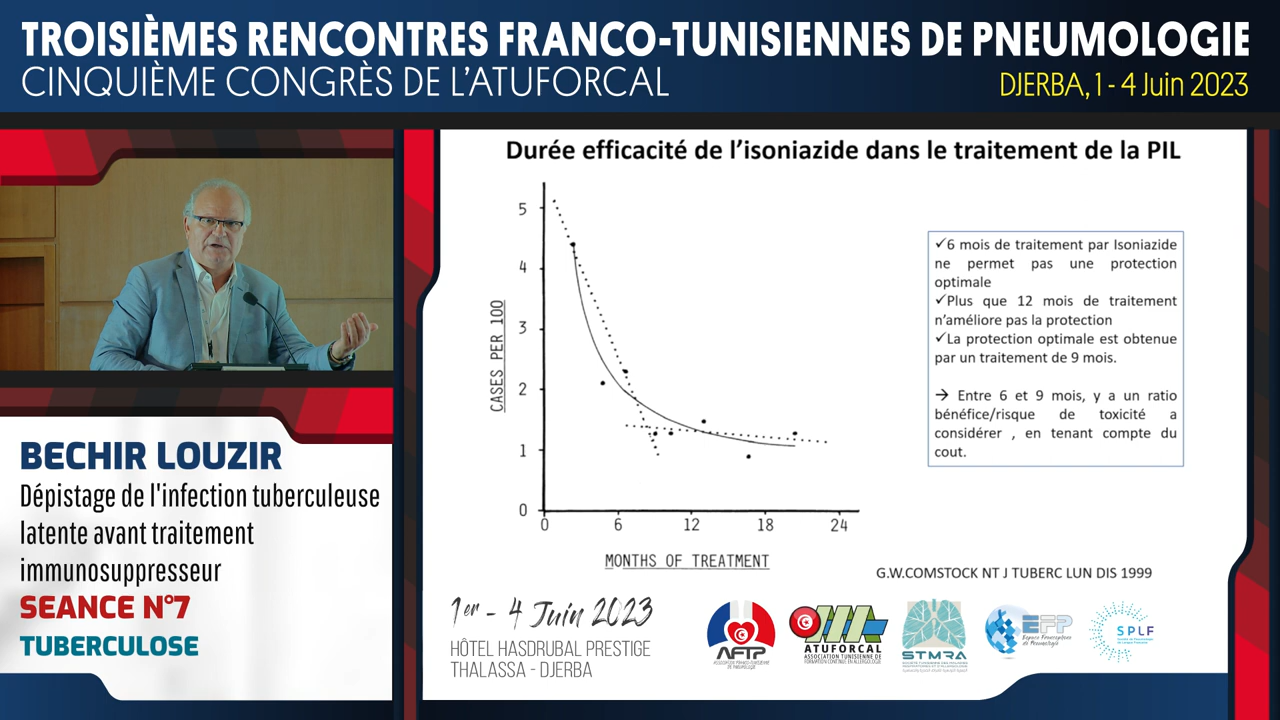 TROISIÈMES RENCONTRES FRANCO-TUNISIENNES DE PNEUMOLOGIE
CINQUIÈME CONGRÈS DE L'ATUFORCAL
DJERBA, 1 - 4 Juin 2023
BECHIR LOUZIR
Dépistage de l'infection tuberculeuse
latente avant traitement
immunosuppresseur
SEANCE N°7
TUBERCULOSE
Durée efficacité de l'isoniazide dans le traitement de la PIL
CASES PER 100
5
4
3
2
1
0
0 6 12 18 24
MONTHS OF TREATMENT
✓6 mois de traitement par Isoniazide
ne permet pas une protection
optimale
✓Plus que 12 mois de traitement
n'améliore pas la protection
✓La protection optimale est obtenue
par un traitement de 9 mois.
→ Entre 6 et 9 mois, y a un ratio
bénéfice/risque de toxicité a
considérer , en tenant compte du
cout.
G.W.COMSTOCK NT J TUBERC LUN DIS 1999
1er - 4 Juin 2023
HÔTEL HASDRUBAL PRESTIGE
THALASSA - DJERBA
AFTP
ATUFORCAL
ASSOCIATION TUNISIENNE DE
FORMATION CONTINUE EN ALLERGOLOGIE
STMRA
EFP
Espace Francophone
de Pneumologie
SPLF